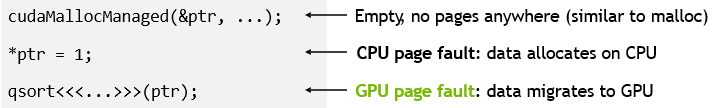 cudaMallocManaged(&ptr, ...); Empty, no pages anywhere (similar to malloc)
*ptr = 1; CPU page fault: data allocates on CPU
qsort<<<...>>>(ptr); GPU page fault: data migrates to GPU